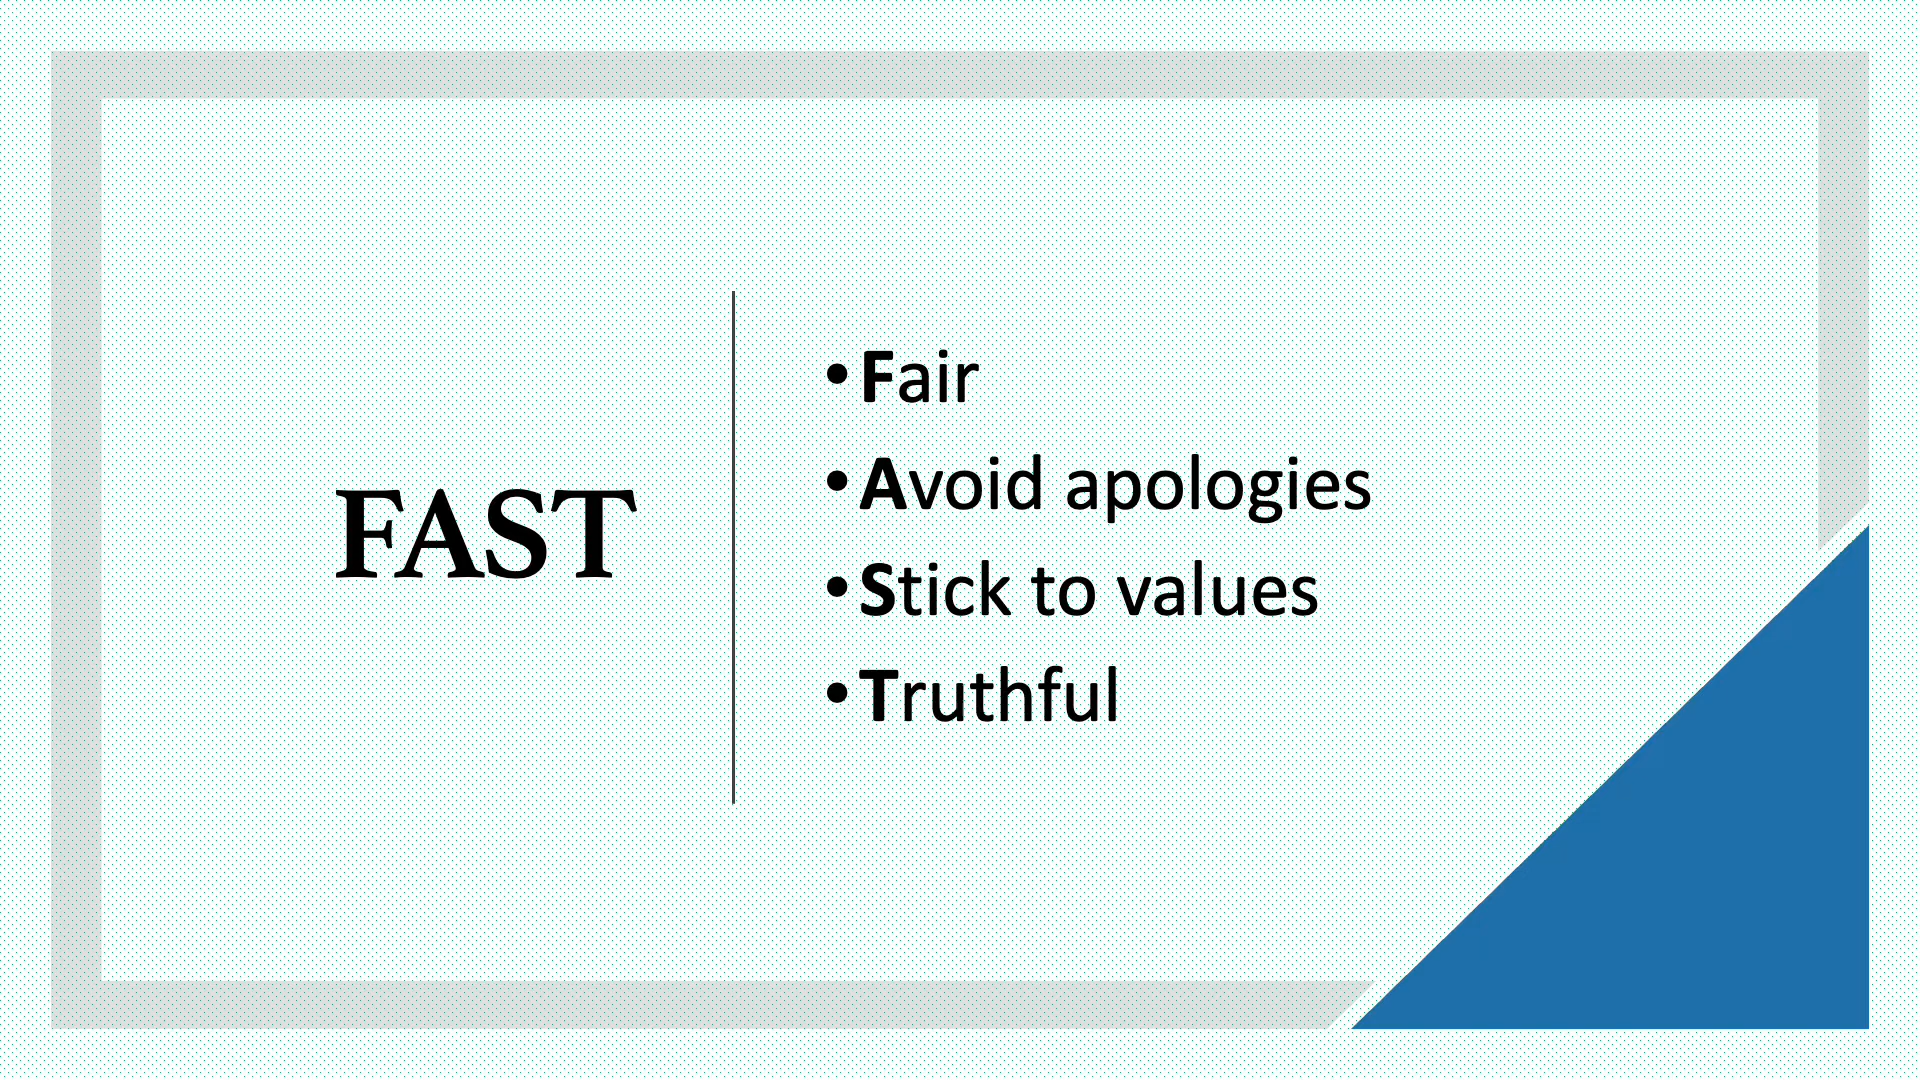 FAST
• Fair
• Avoid apologies
• Stick to values
• Truthful